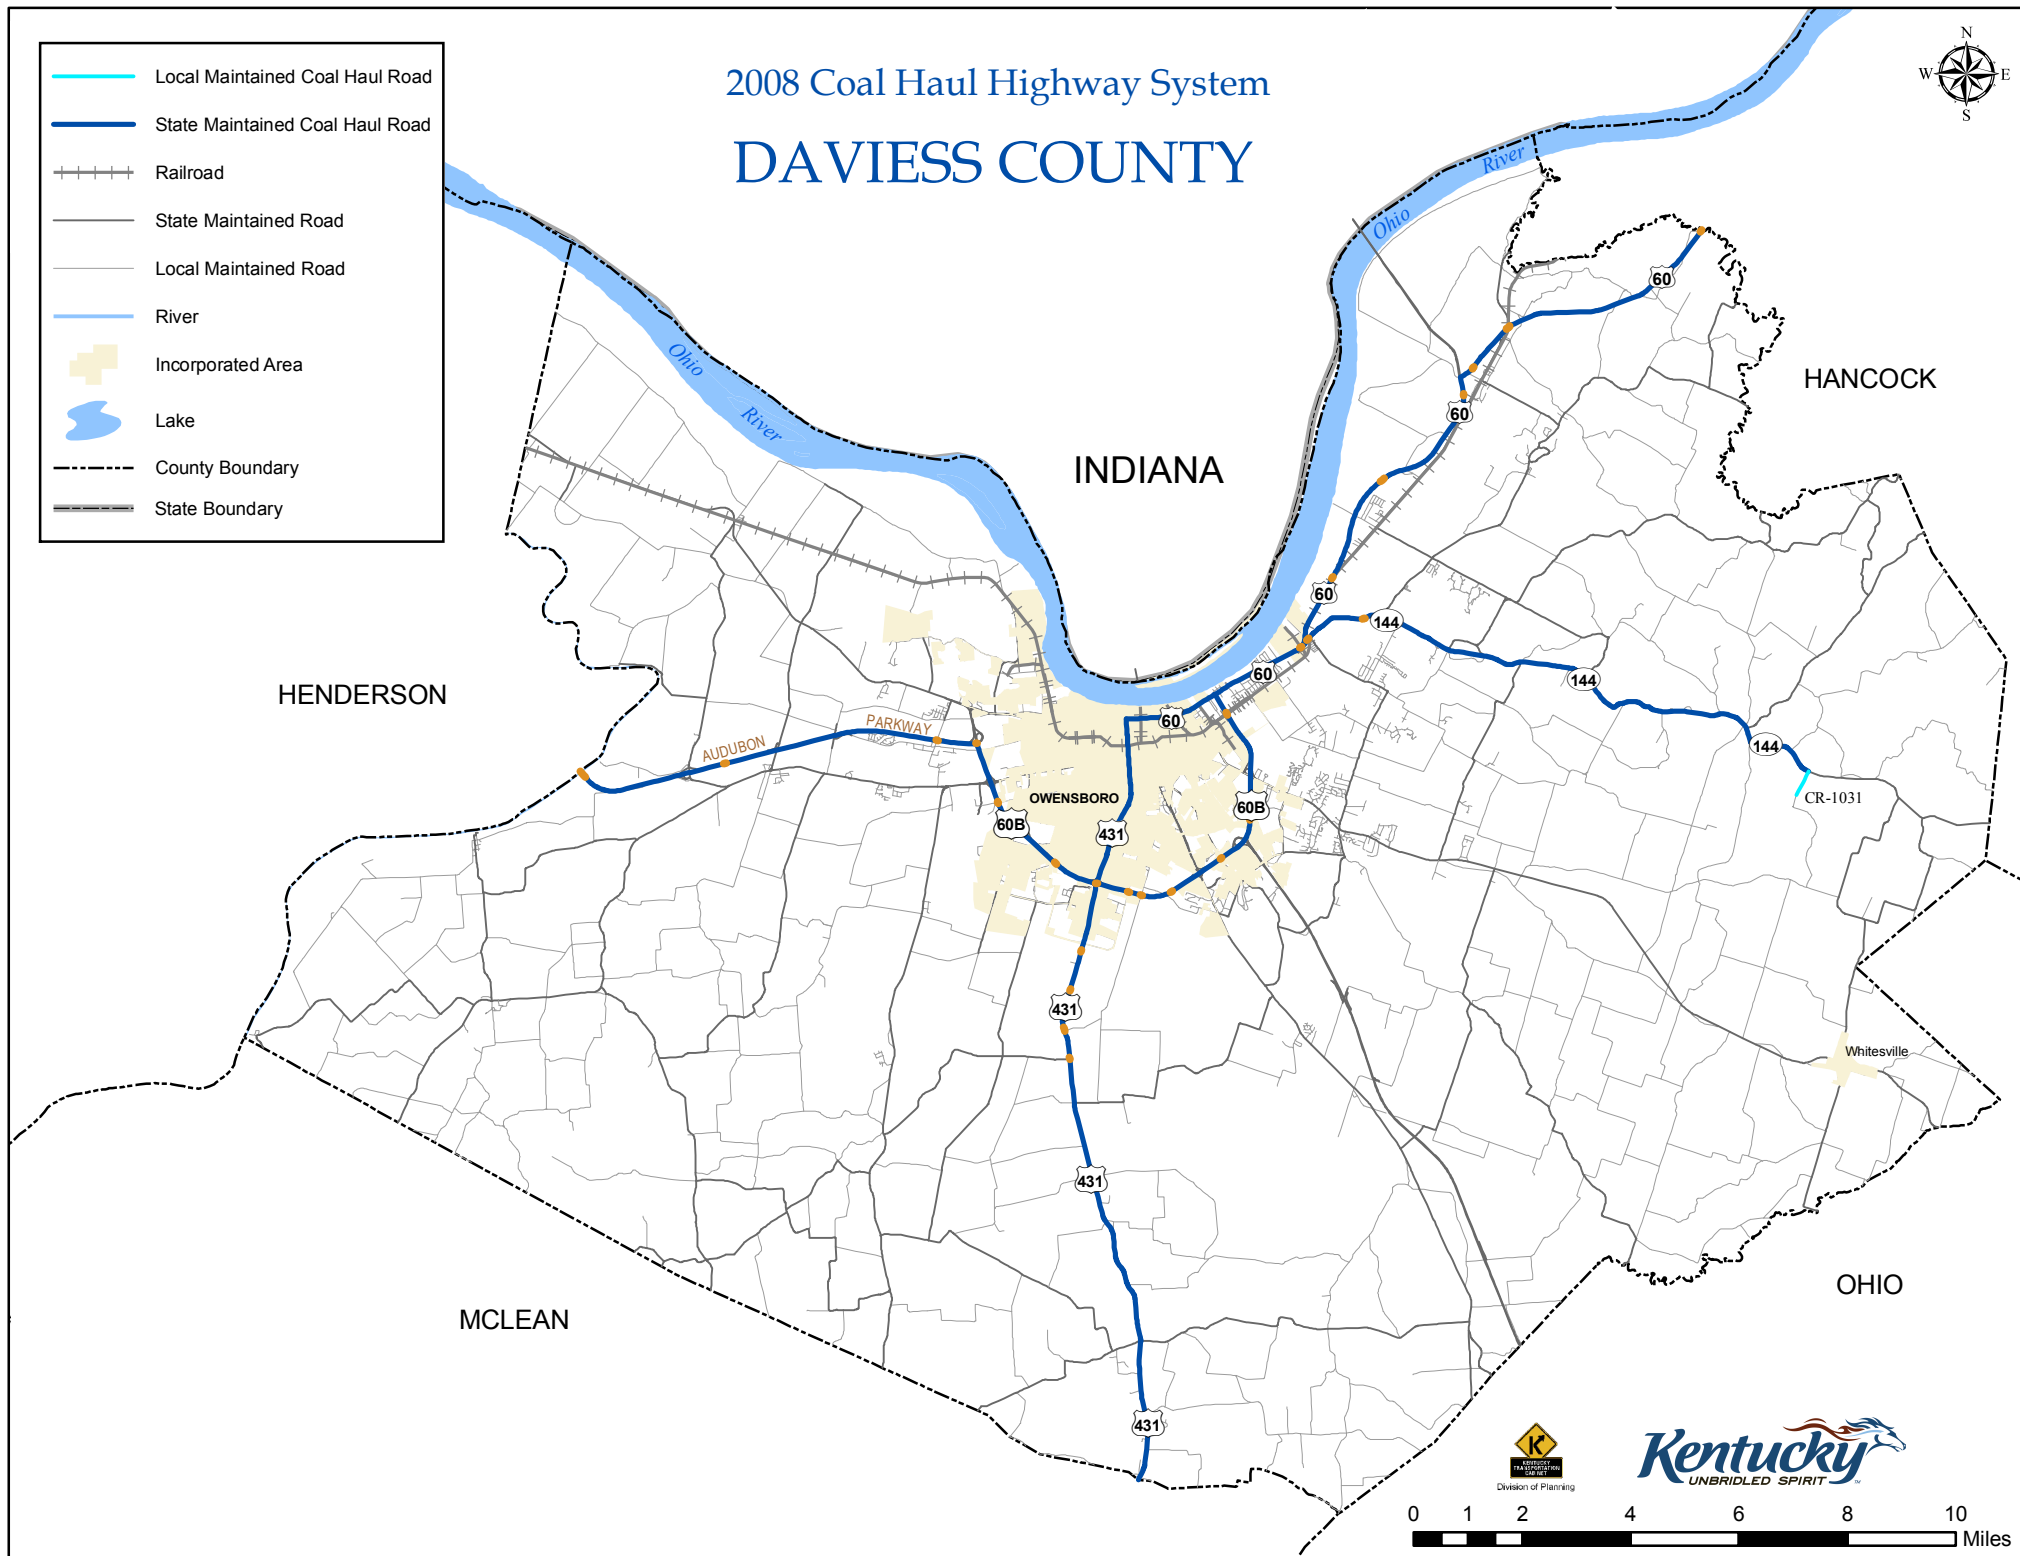 2008 Coal Haul Highway System
DAVIESS COUNTY
Local Maintained Coal Haul Road
State Maintained Coal Haul Road
Railroad
State Maintained Road
Local Maintained Road
River
Incorporated Area
Lake
County Boundary
State Boundary
N
W
E
S
River
Ohio
60
HANCOCK
Ohio
River
60
INDIANA
60
144
HENDERSON
60
144
60
PARKWAY
AUDUBON
144
OWENSBORO
CR-1031
60B
60B
431
431
Whitesville
431
OHIO
MCLEAN
431
KENTUCKY
TRANSPORTATION
CABINET
Division of Planning
Kentucky
UNBRIDLED SPIRIT
0 1 2 4 6 8 10
Miles